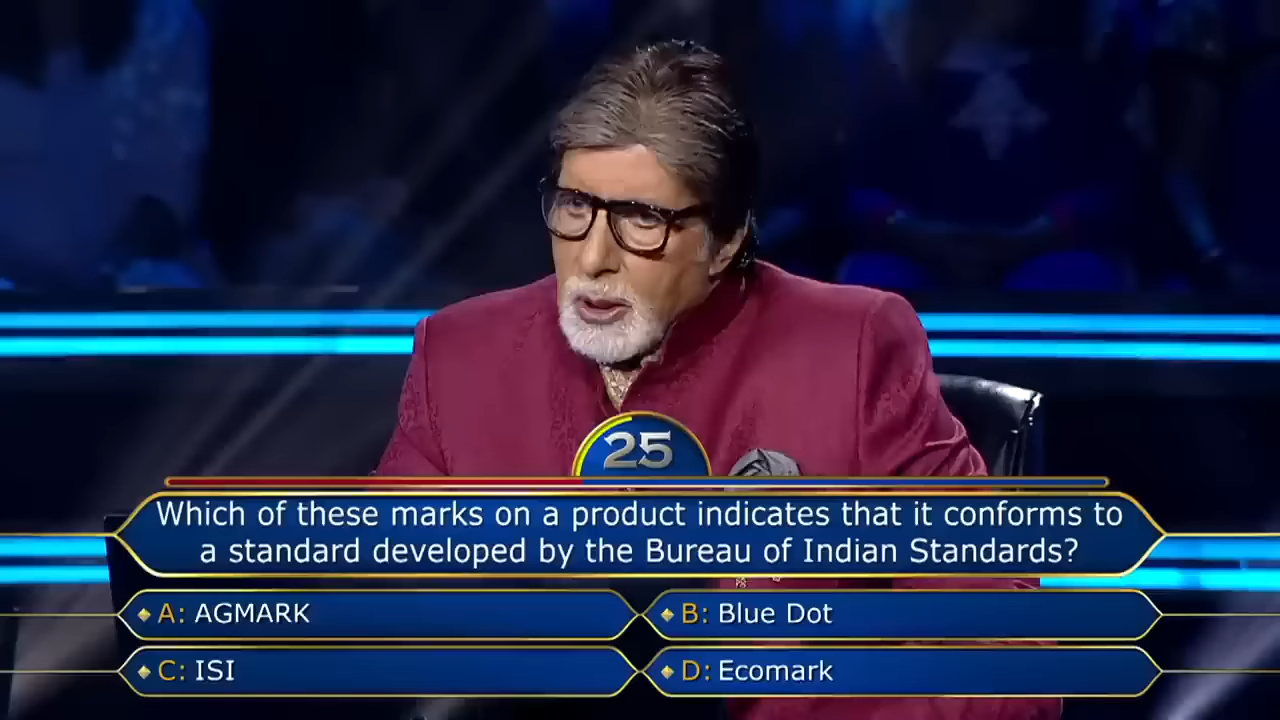 25
Which of these marks on a product indicates that it conforms to
a standard developed by the Bureau of Indian Standards?
A: AGMARK
B: Blue Dot
C: ISI
D: Ecomark